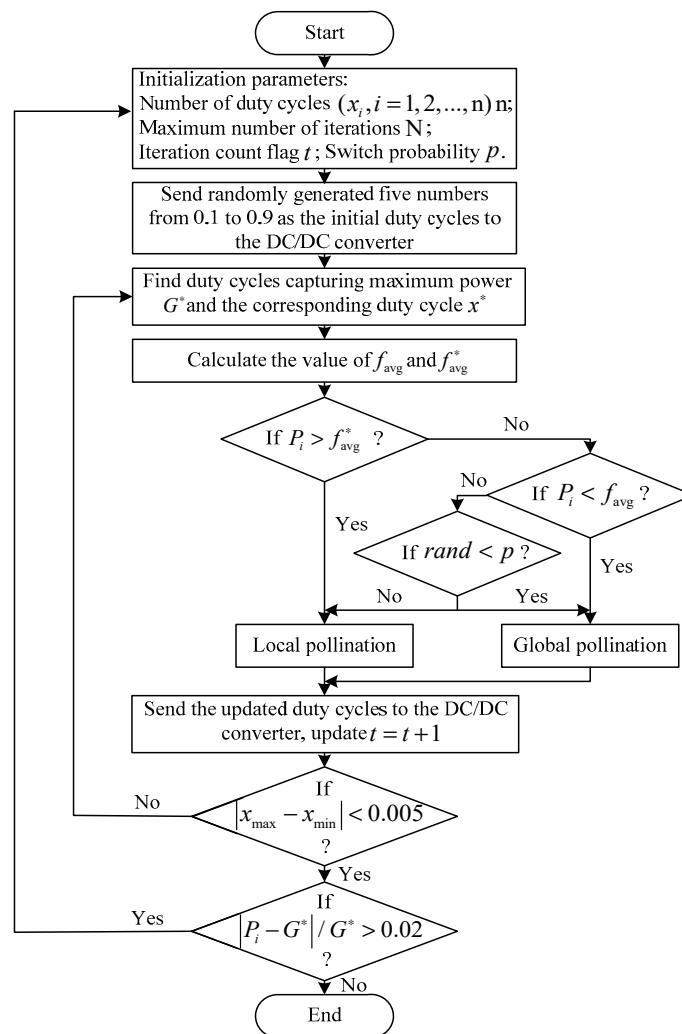 Start
Initialization parameters:
Number of duty cycles (x_i, i = 1, 2, ..., n) n;
Maximum number of iterations N;
Iteration count flag t; Switch probability p.
Send randomly generated five numbers
from 0.1 to 0.9 as the initial duty cycles to
the DC/DC converter
Find duty cycles capturing maximum power
G* and the corresponding duty cycle x*
Calculate the value of f_avg and f*_avg
If P_i > f*_avg ?
No
If P_i < f_avg ?
No
Yes
If rand < p ?
Yes
No
Yes
Local pollination
Global pollination
Send the updated duty cycles to the DC/DC
converter, update t = t+1
If
|x_max − x_min| < 0.005
?
No
Yes
If
|P_i − G*| / G* > 0.02
?
Yes
No
End